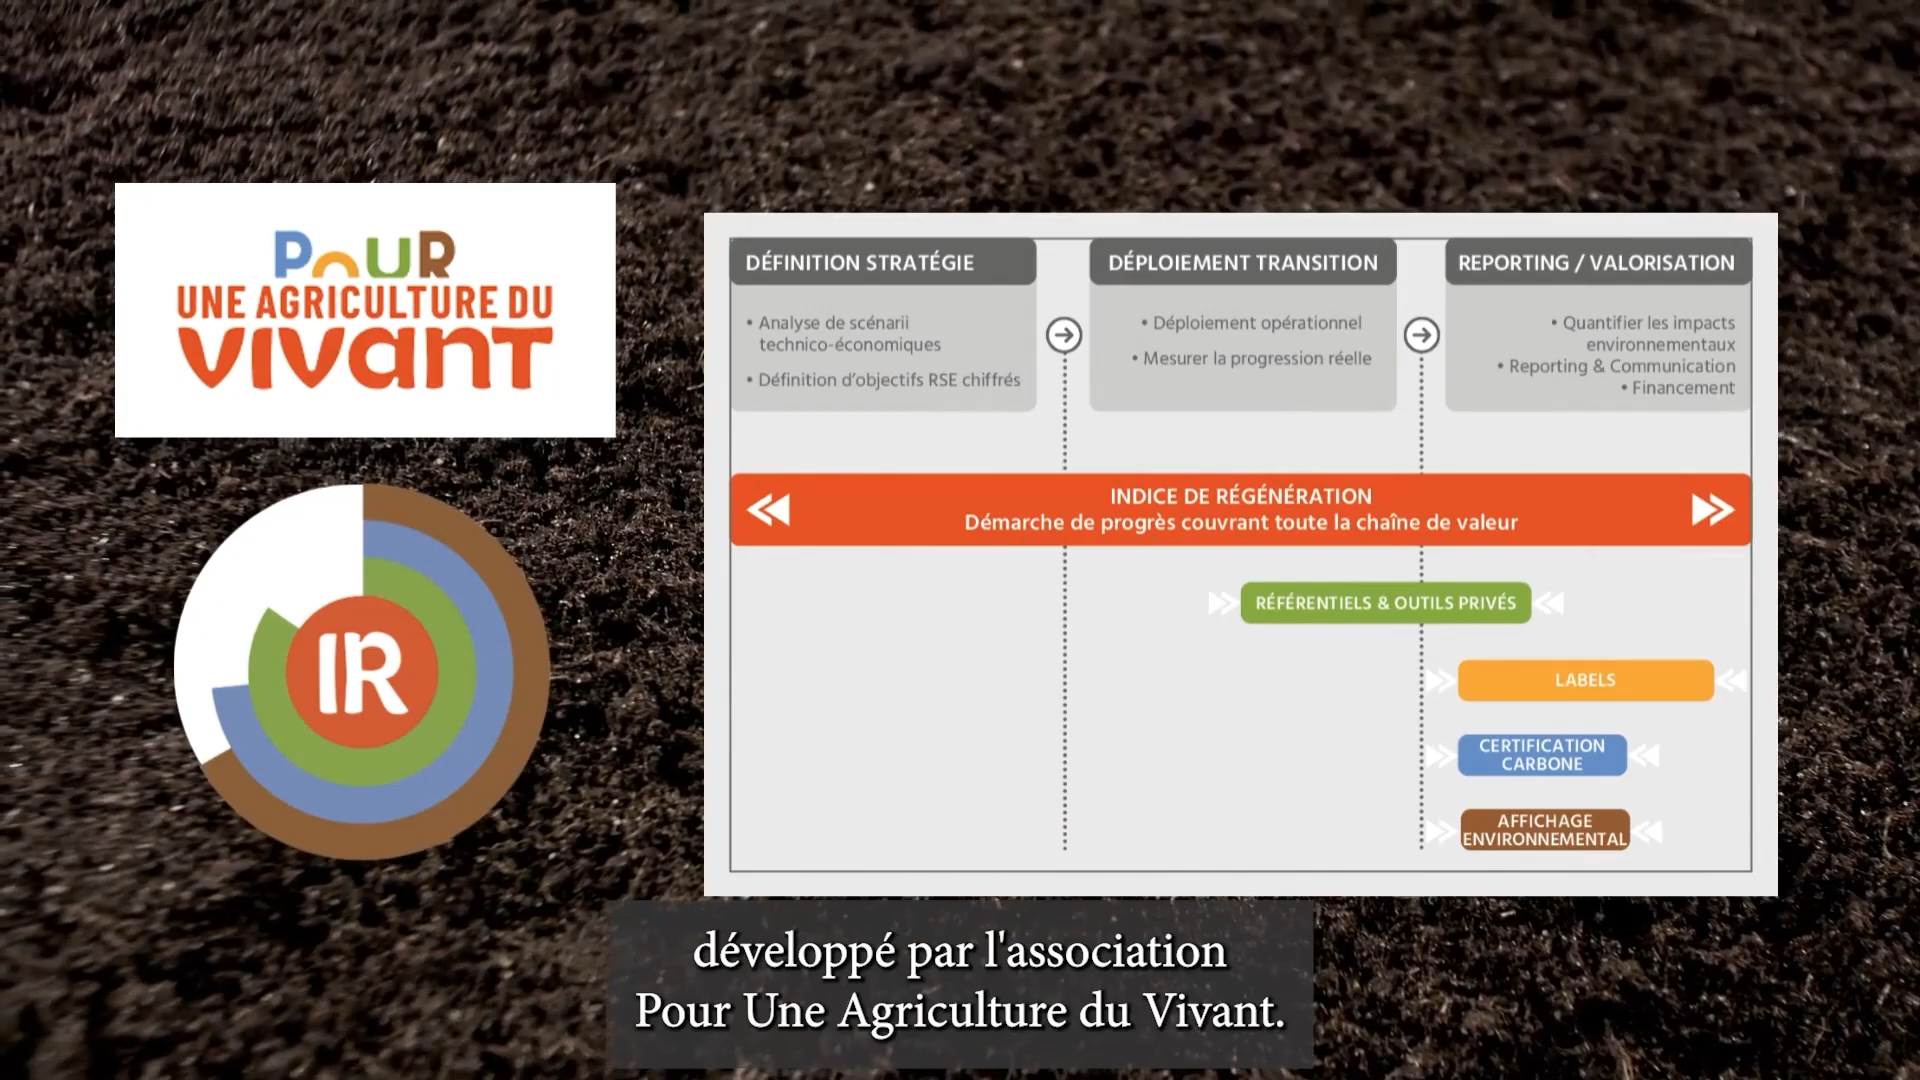 POUR
UNE AGRICULTURE DU
VIVANT
IR
DÉFINITION STRATÉGIE
• Analyse de scénarii
technico-économiques
• Définition d'objectifs RSE chiffrés
DÉPLOIEMENT TRANSITION
• Déploiement opérationnel
• Mesurer la progression réelle
REPORTING / VALORISATION
• Quantifier les impacts
environnementaux
• Reporting & Communication
• Financement
INDICE DE RÉGÉNÉRATION
Démarche de progrès couvrant toute la chaîne de valeur
RÉFÉRENTIELS & OUTILS PRIVÉS
LABELS
CERTIFICATION
CARBONE
AFFICHAGE
ENVIRONNEMENTAL
développé par l'association
Pour Une Agriculture du Vivant.